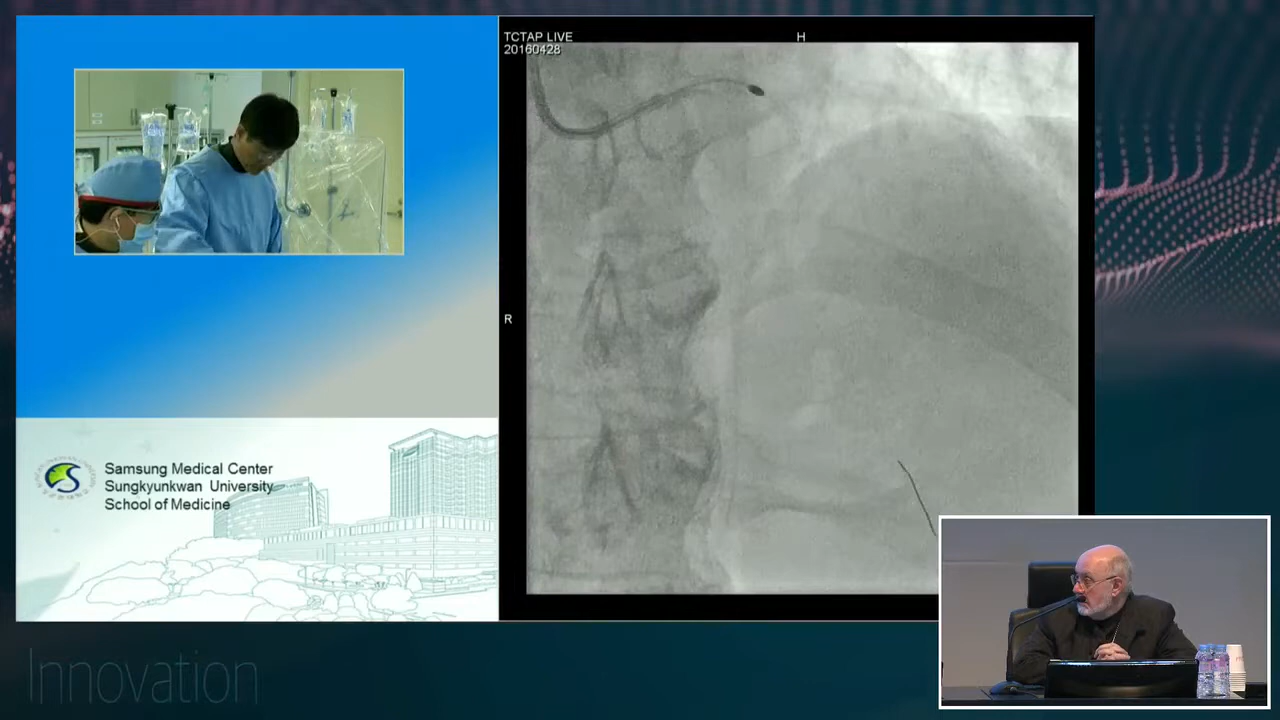 TCTAP LIVE
20160428
H
R
Samsung Medical Center
Sungkyunkwan University
School of Medicine
Innovation